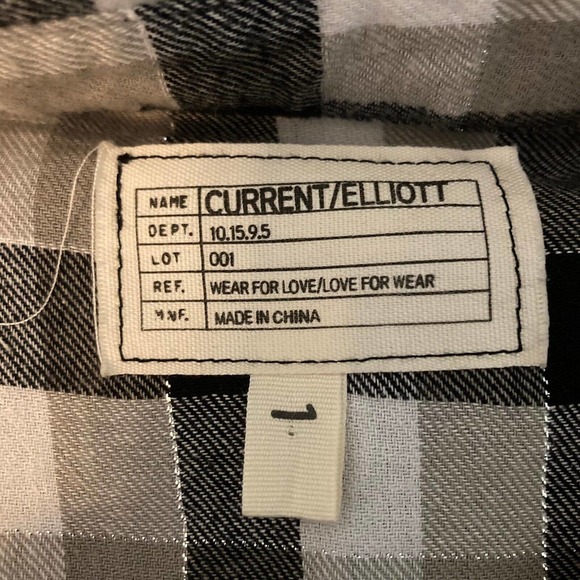 NAME CURRENT/ELLIOTT
DEPT. 10.15.9.5
LOT 001
REF. WEAR FOR LOVE/LOVE FOR WEAR
MNF. MADE IN CHINA
1